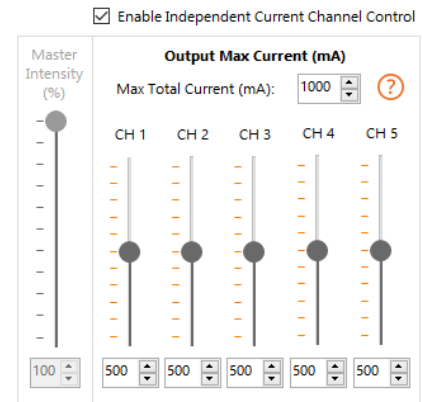 Enable Independent Current Channel Control
Master
Intensity
(%)
Output Max Current (mA)
Max Total Current (mA): 1000 ?
CH 1 CH 2 CH 3 CH 4 CH 5
100 500 500 500 500 500